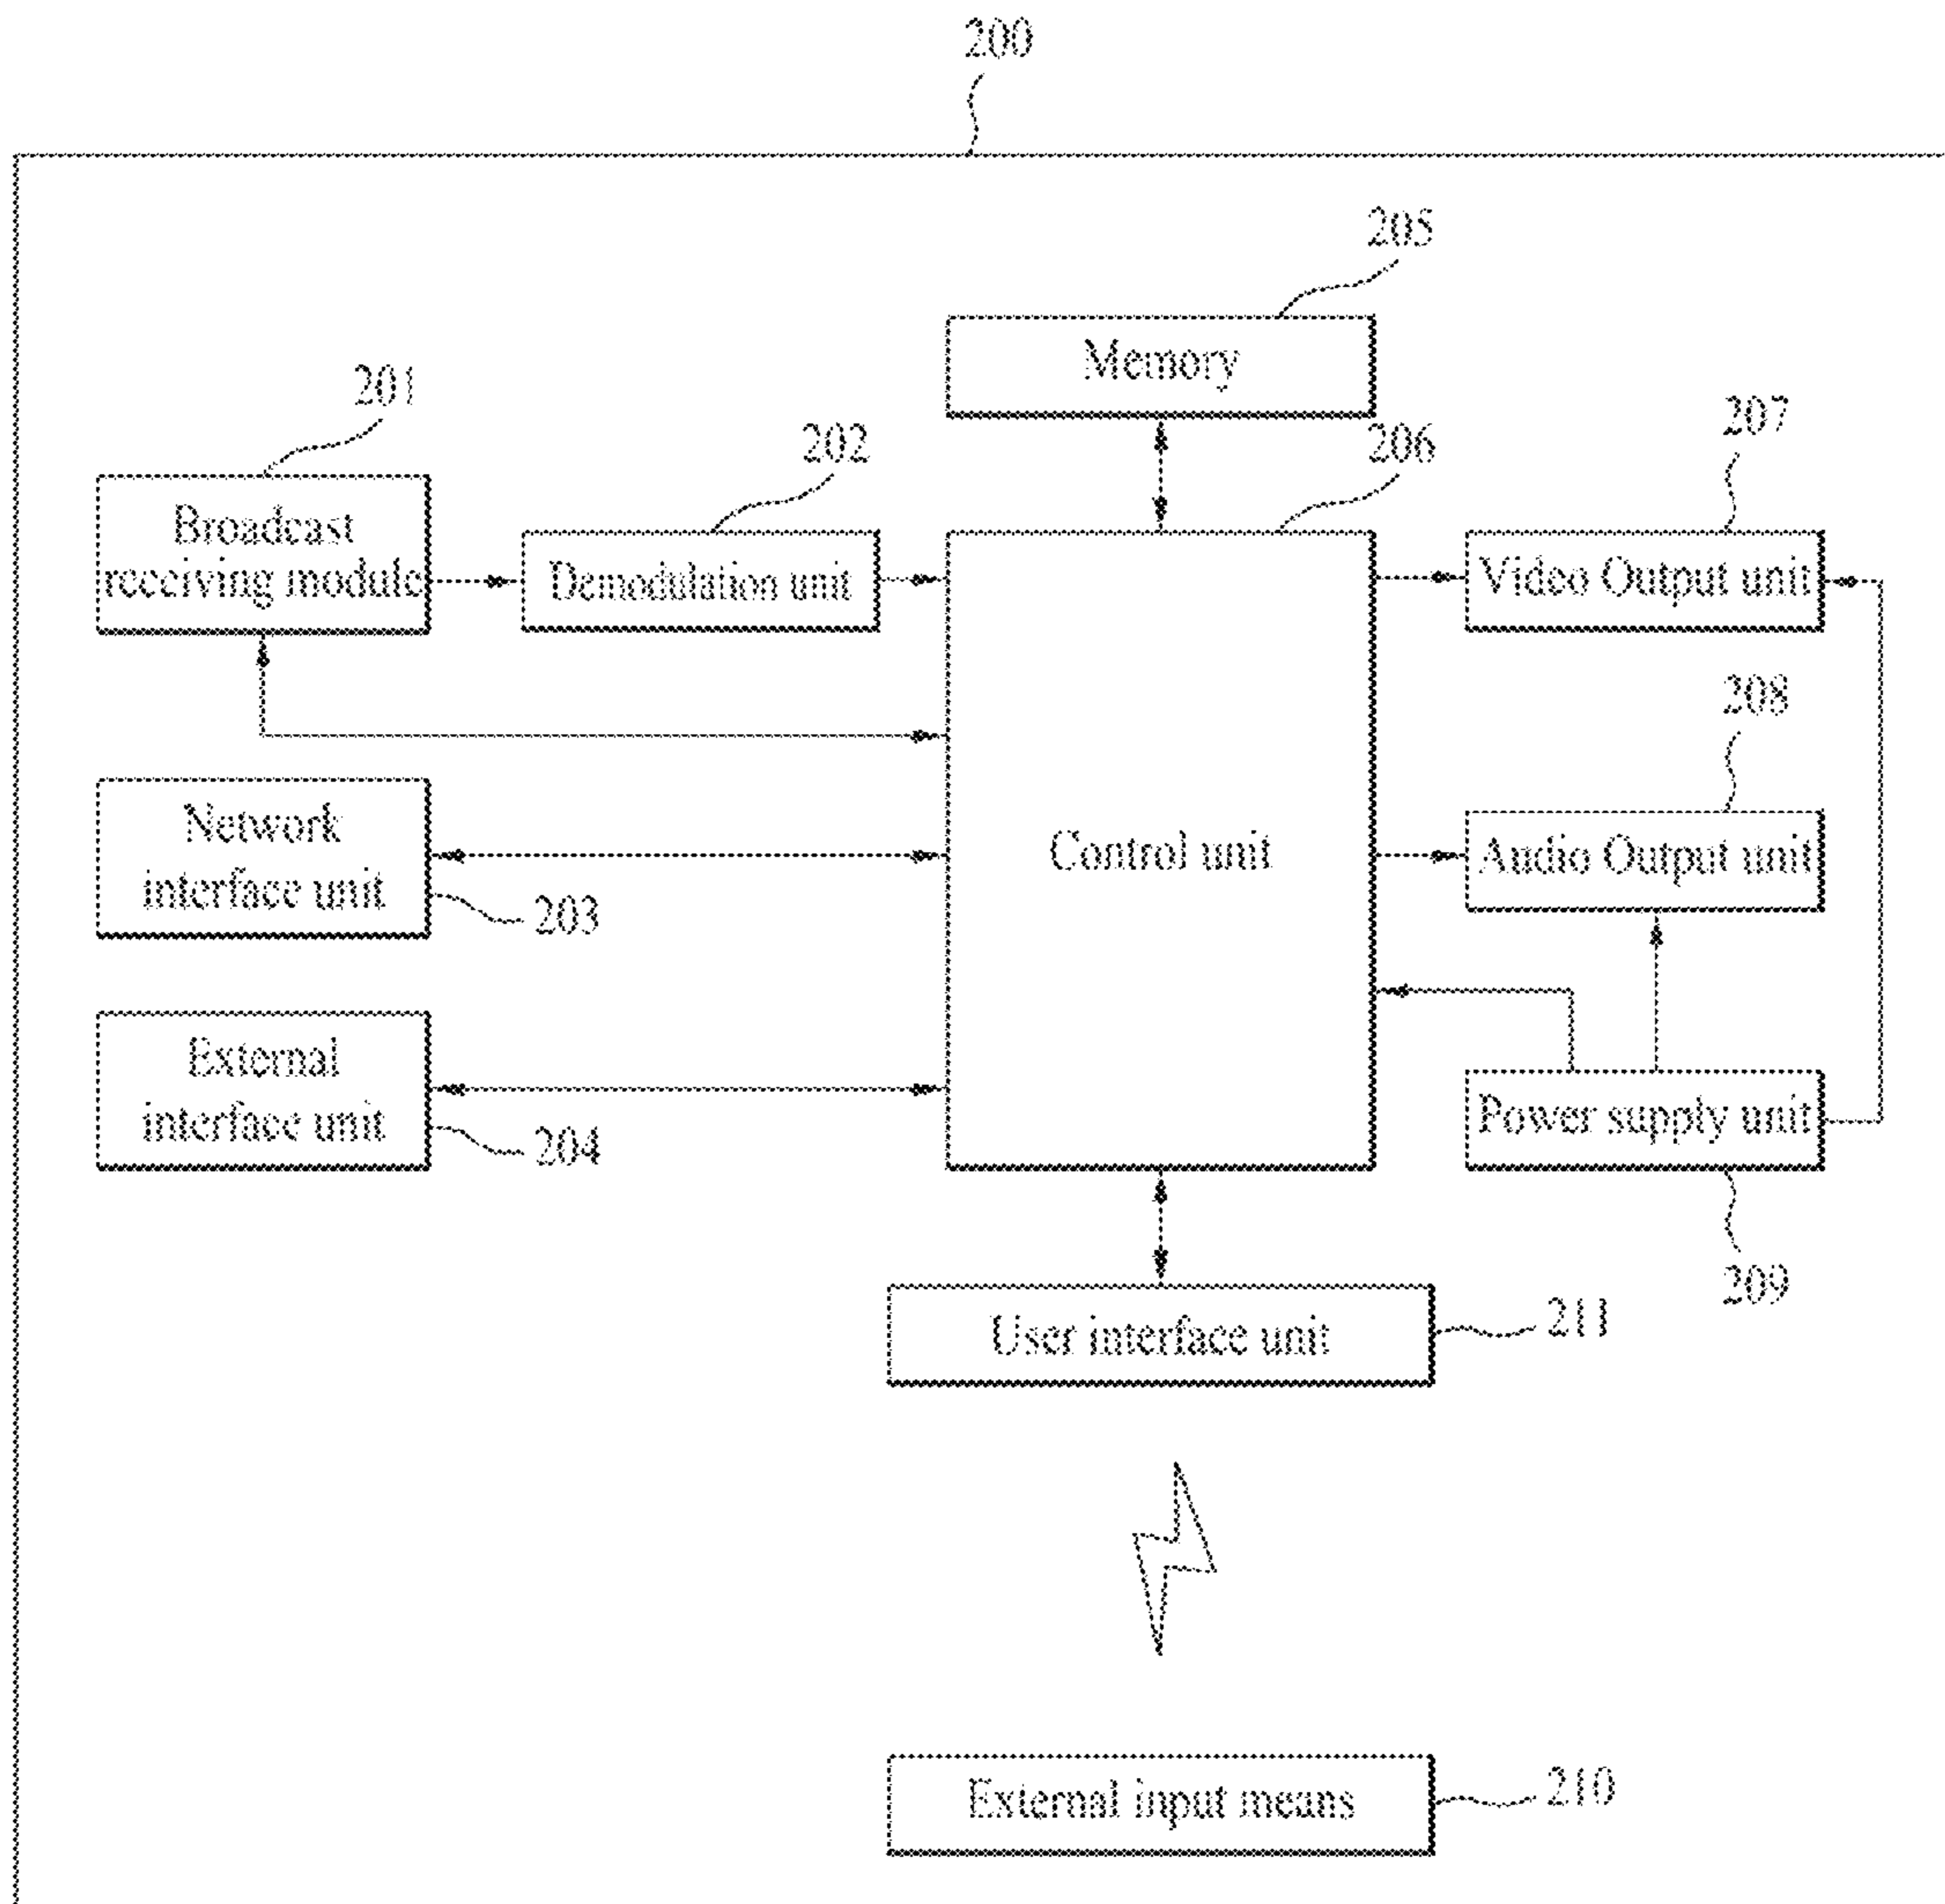 200
205
Memory
201
202
206
207
Broadcast
receiving module
Demodulation unit
Video Output unit
208
Network
interface unit
203
Control unit
Audio Output unit
External
interface unit
204
Power supply unit
209
User interface unit
211
External input means
210